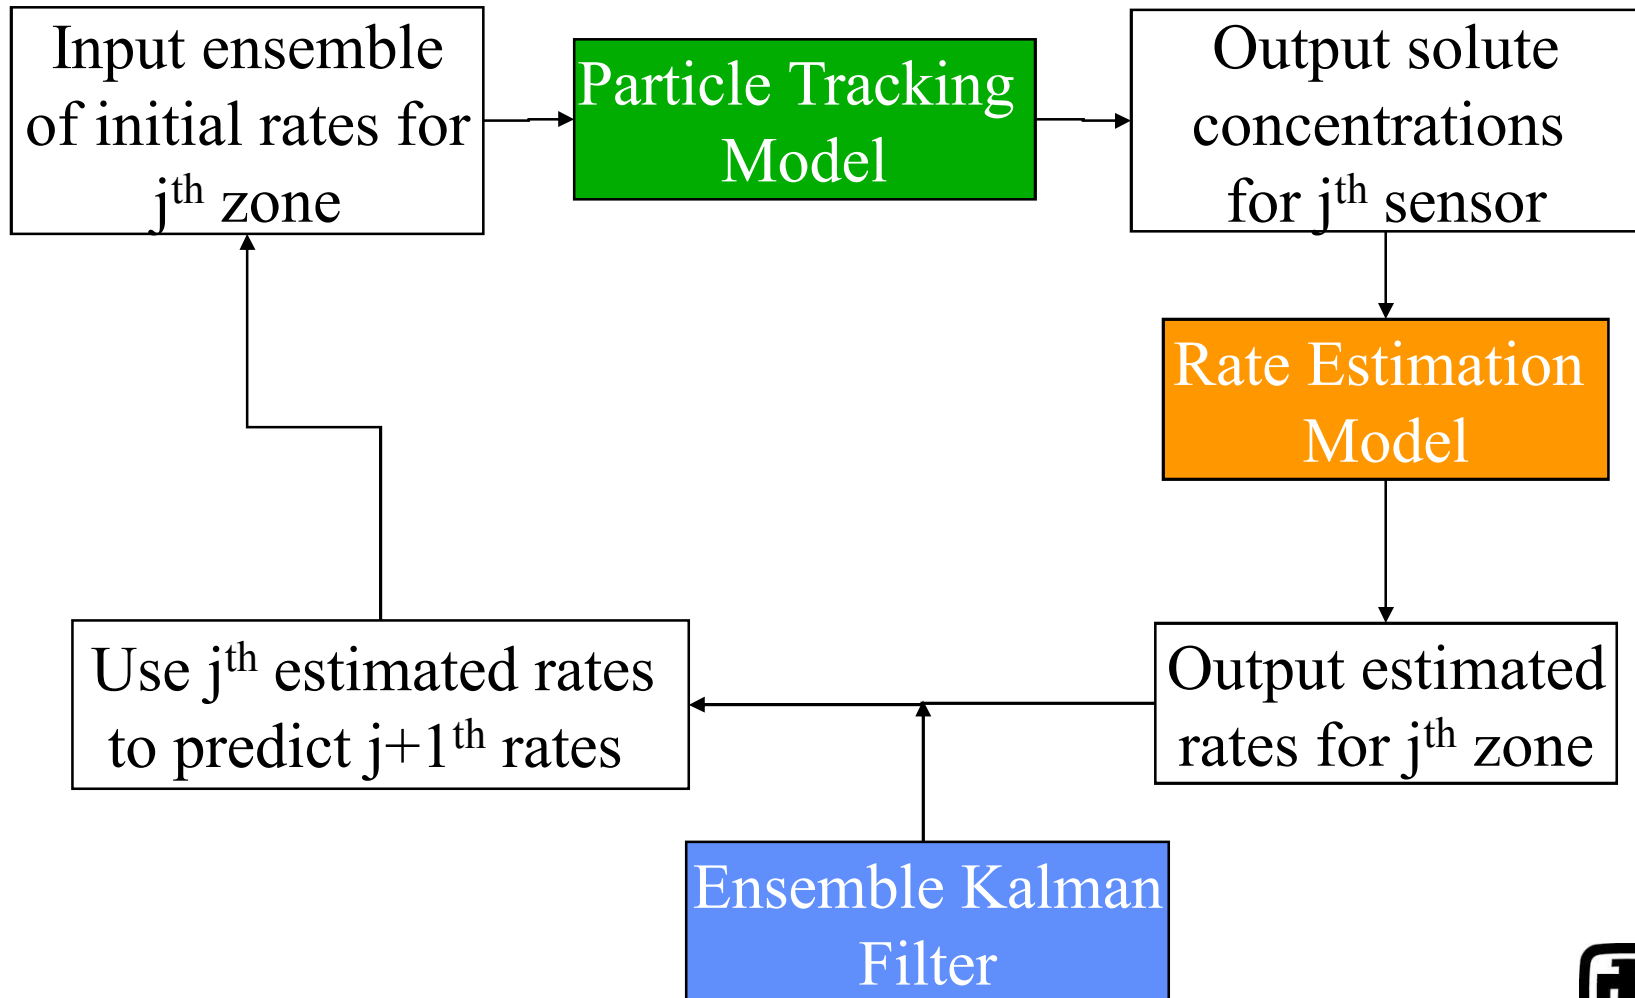 Input ensemble
of initial rates for
jth zone
Particle Tracking
Model
Output solute
concentrations
for jth sensor
Rate Estimation
Model
Output estimated
rates for jth zone
Use jth estimated rates
to predict j+1th rates
Ensemble Kalman
Filter